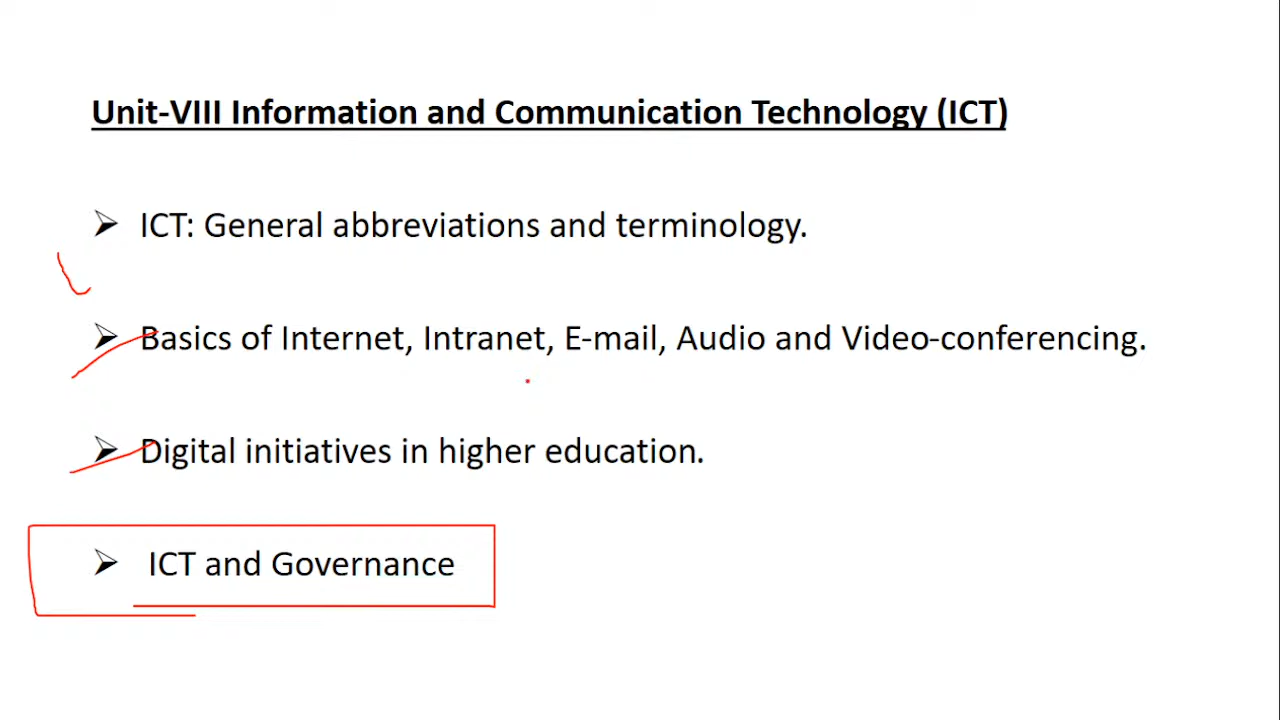 Unit-VIII Information and Communication Technology (ICT)
➢ ICT: General abbreviations and terminology.
➢ Basics of Internet, Intranet, E-mail, Audio and Video-conferencing.
➢ Digital initiatives in higher education.
➢ ICT and Governance